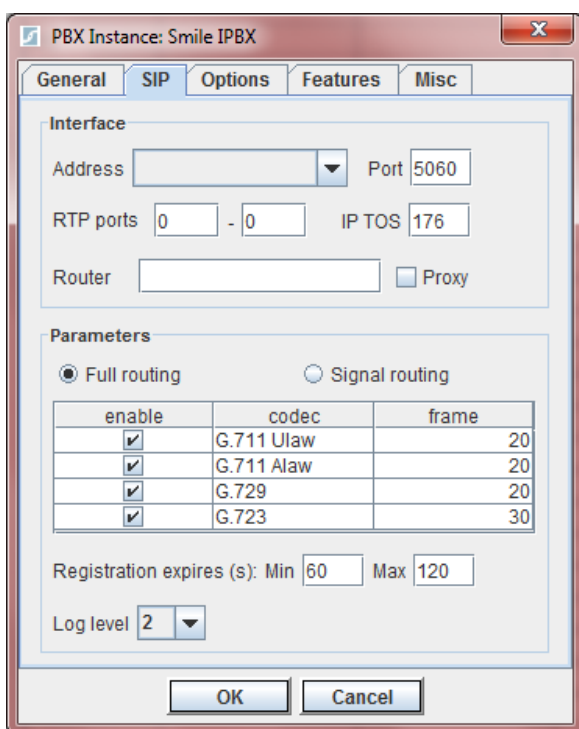 PBX Instance: Smile IPBX
General SIP Options Features Misc
Interface
Address Port 5060
RTP ports 0 - 0 IP TOS 176
Router Proxy
Parameters
Full routing Signal routing
enable codec frame
G.711 Ulaw 20
G.711 Alaw 20
G.729 20
G.723 30
Registration expires (s): Min 60 Max 120
Log level 2
OK Cancel